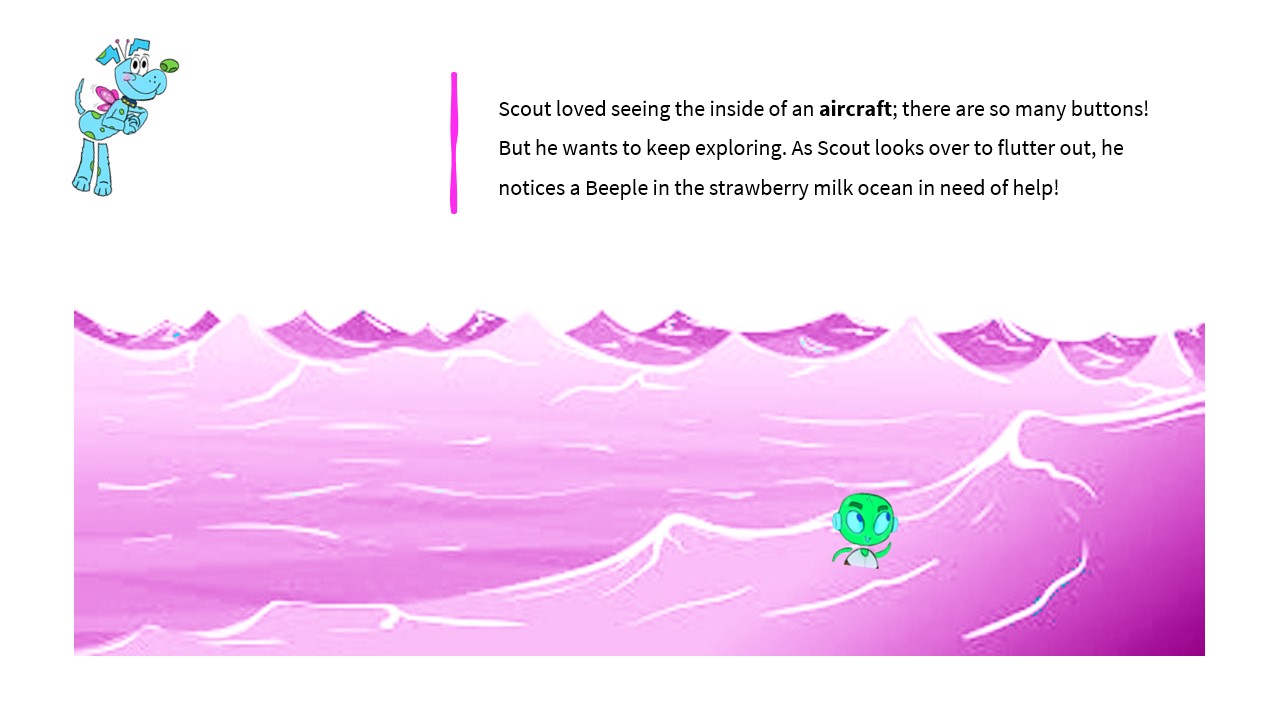 Scout loved seeing the inside of an aircraft; there are so many buttons!
But he wants to keep exploring. As Scout looks over to flutter out, he
notices a Beeple in the strawberry milk ocean in need of help!